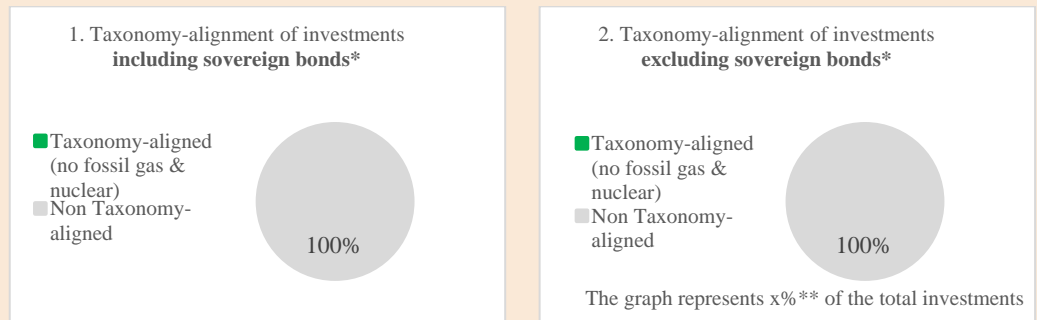 1. Taxonomy-alignment of investments
including sovereign bonds*
Taxonomy-aligned
(no fossil gas &
nuclear)
Non Taxonomy-
aligned
100%
2. Taxonomy-alignment of investments
excluding sovereign bonds*
Taxonomy-aligned
(no fossil gas &
nuclear)
Non Taxonomy-
aligned
100%
The graph represents x%** of the total investments